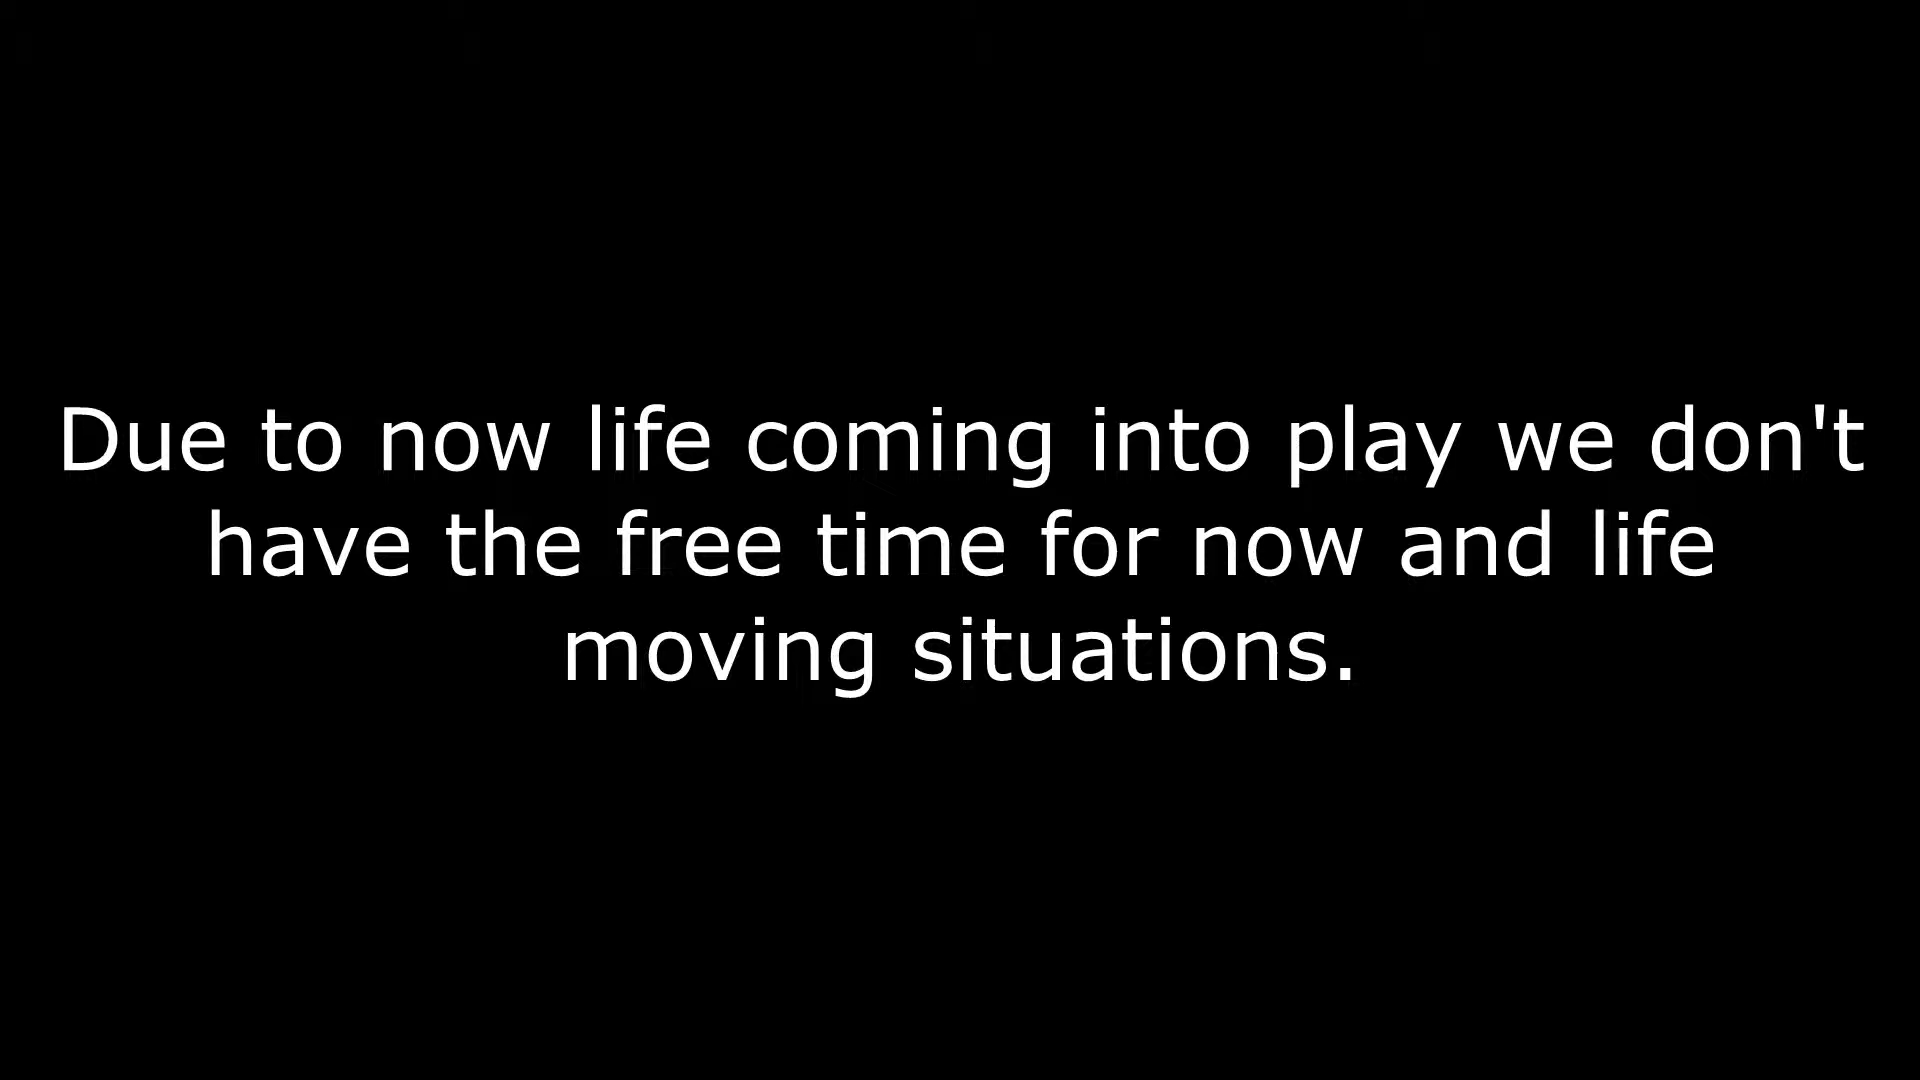 Due to now life coming into play we don't
have the free time for now and life
moving situations.